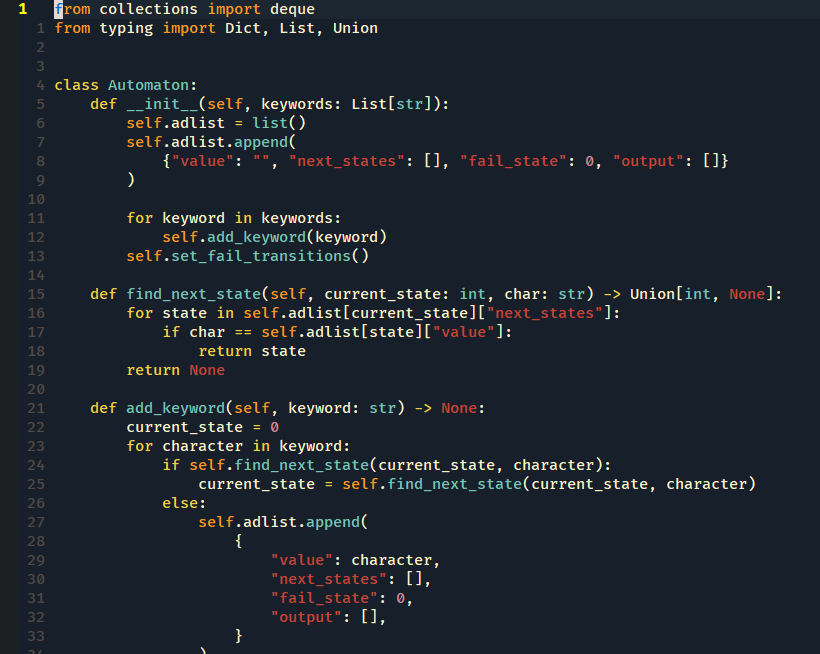 1 from collections import deque
1 from typing import Dict, List, Union
2
3
4 class Automaton:
5     def __init__(self, keywords: List[str]):
6         self.adlist = list()
7         self.adlist.append(
8             {"value": "", "next_states": [], "fail_state": 0, "output": []}
9         )
10
11         for keyword in keywords:
12             self.add_keyword(keyword)
13         self.set_fail_transitions()
14
15     def find_next_state(self, current_state: int, char: str) -> Union[int, None]:
16         for state in self.adlist[current_state]["next_states"]:
17             if char == self.adlist[state]["value"]:
18                 return state
19         return None
20
21     def add_keyword(self, keyword: str) -> None:
22         current_state = 0
23         for character in keyword:
24             if self.find_next_state(current_state, character):
25                 current_state = self.find_next_state(current_state, character)
26             else:
27                 self.adlist.append(
28                     {
29                         "value": character,
30                         "next_states": [],
31                         "fail_state": 0,
32                         "output": [],
33                     }